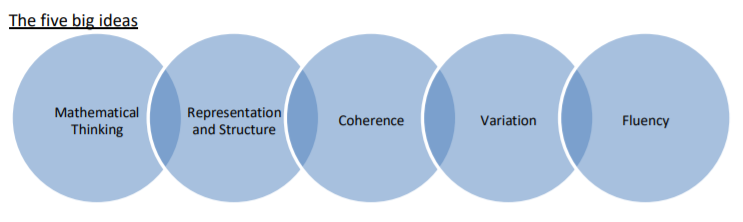 The five big ideas
Mathematical
Thinking
Representation
and Structure
Coherence
Variation
Fluency